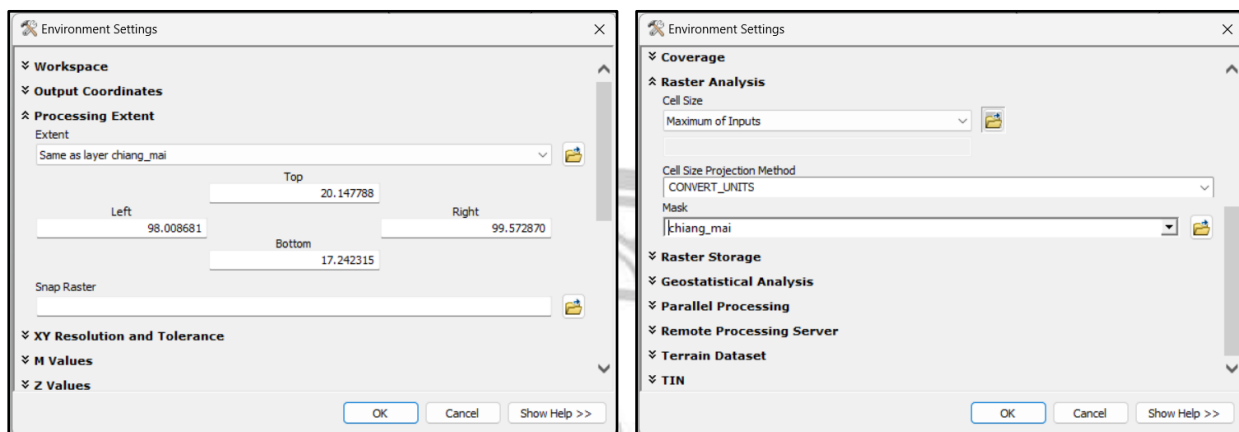 Environment Settings
Workspace
Output Coordinates
Processing Extent
Extent
Same as layer chiang_mai
Top
20.147788
Left
Right
98.008681
99.572870
Bottom
17.242315
Snap Raster
XY Resolution and Tolerance
M Values
Z Values
OK
Cancel
Show Help >>
Environment Settings
Coverage
Raster Analysis
Cell Size
Maximum of Inputs
Cell Size Projection Method
CONVERT_UNITS
Mask
chiang_mai
Raster Storage
Geostatistical Analysis
Parallel Processing
Remote Processing Server
Terrain Dataset
TIN
OK
Cancel
Show Help >>